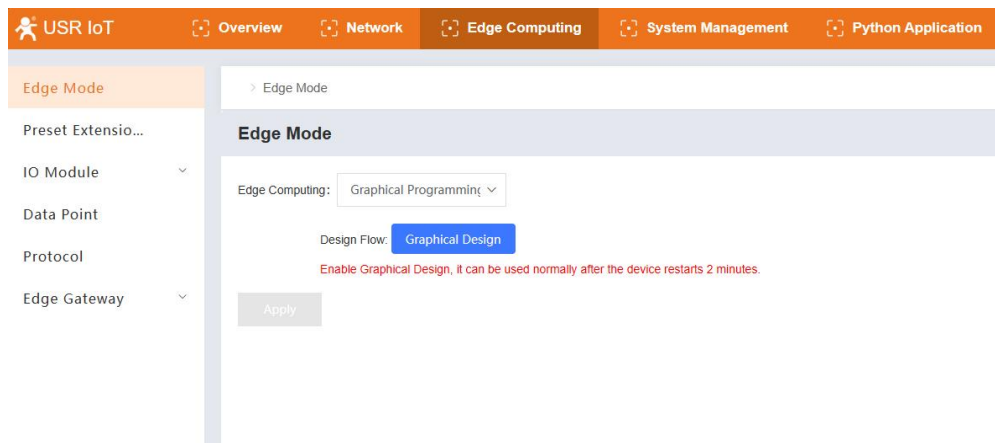 USR IoT Overview Network Edge Computing System Management Python Application
Edge Mode
Preset Extensio...
IO Module
Data Point
Protocol
Edge Gateway
> Edge Mode
Edge Mode
Edge Computing: Graphical Programming
Design Flow: Graphical Design
Enable Graphical Design, it can be used normally after the device restarts 2 minutes.
Apply